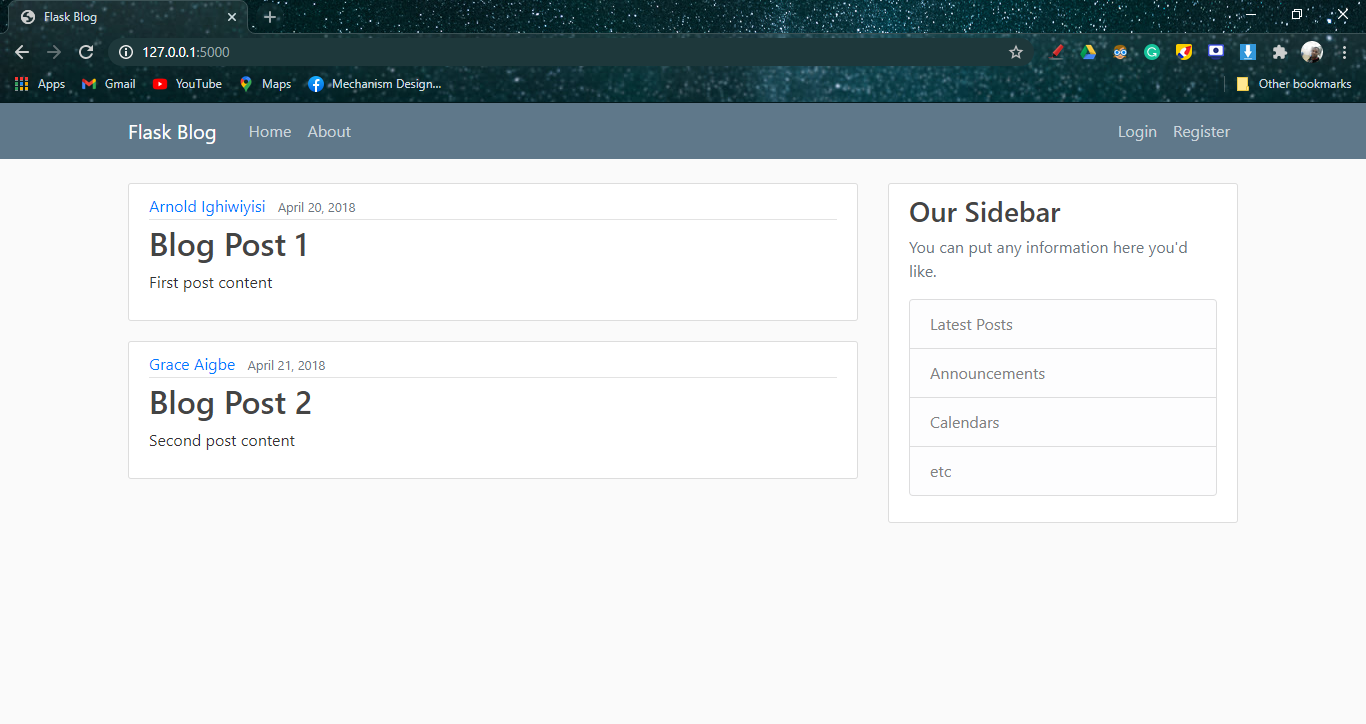 Flask Blog
127.0.0.1:5000
Apps Gmail YouTube Maps Mechanism Design... Other bookmarks
Flask Blog Home About Login Register
Arnold Ighiwiyisi April 20, 2018
Blog Post 1
First post content
Grace Aigbe April 21, 2018
Blog Post 2
Second post content
Our Sidebar
You can put any information here you'd
like.
Latest Posts
Announcements
Calendars
etc